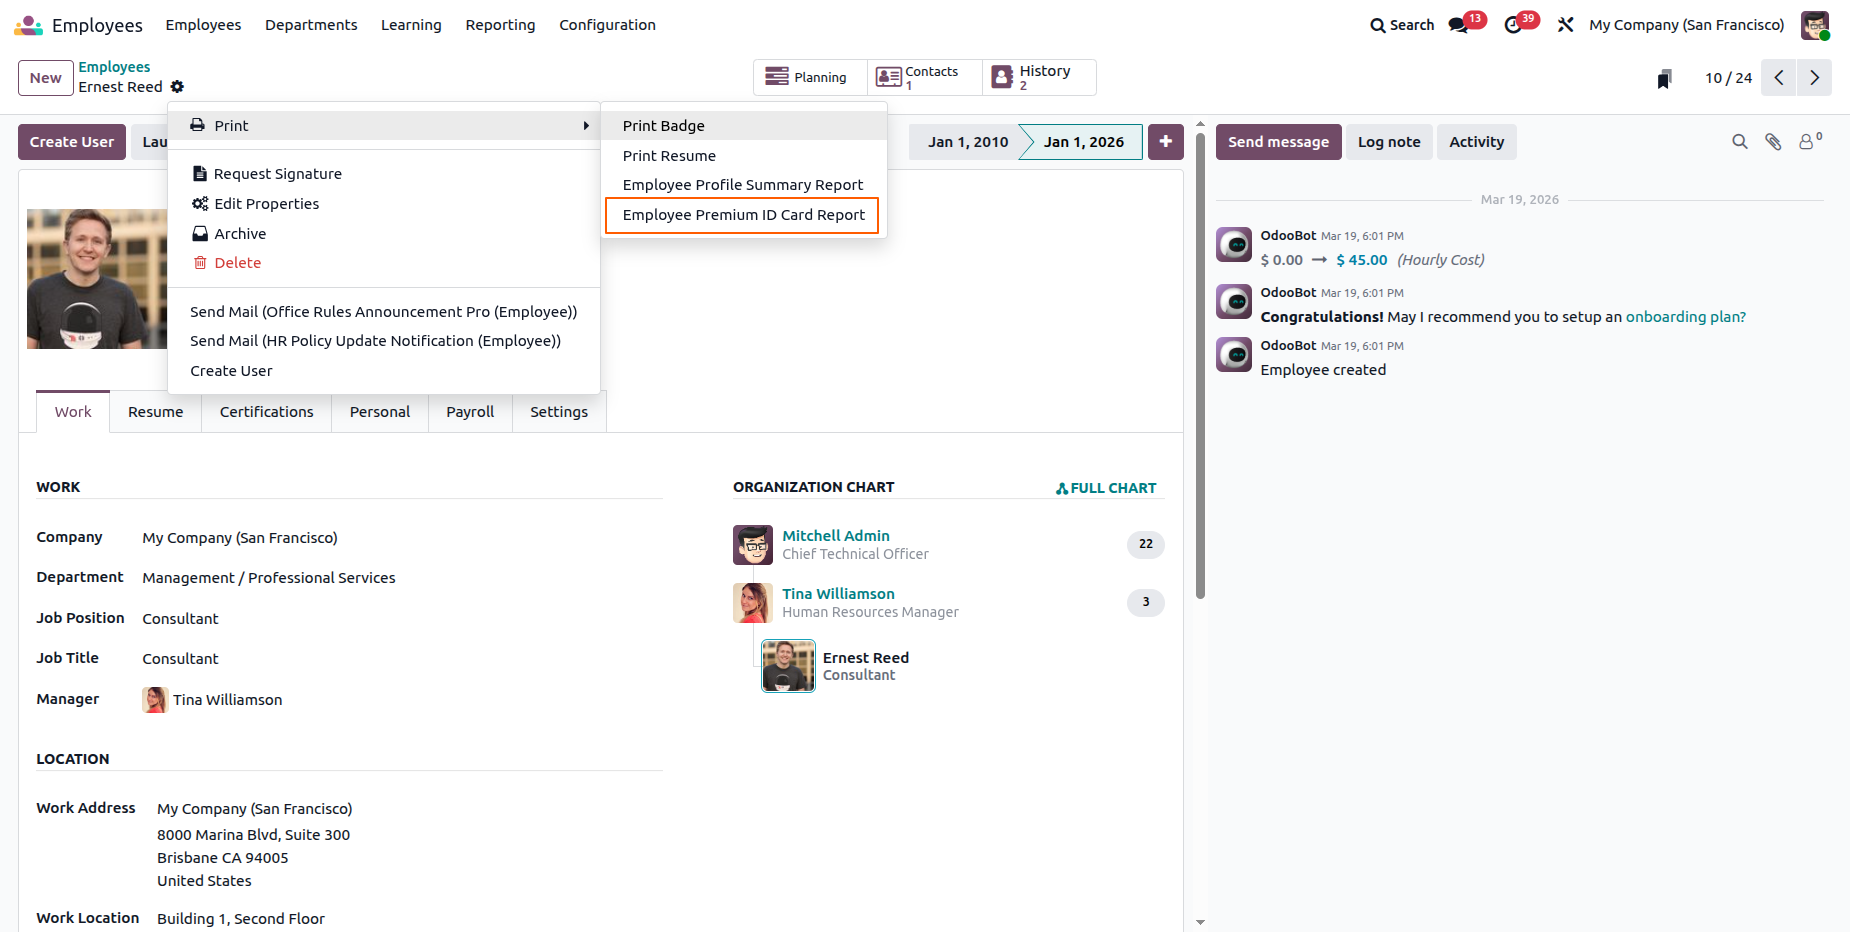 Employees
Employees
Departments
Learning
Reporting
Configuration
Search
13
39
My Company (San Francisco)
New
Employees
Ernest Reed
Planning
Contacts
1
History
2
10 / 24
Create User
Lau
Print
Request Signature
Edit Properties
Archive
Delete
Send Mail (Office Rules Announcement Pro (Employee))
Send Mail (HR Policy Update Notification (Employee))
Create User
Print Badge
Print Resume
Employee Profile Summary Report
Employee Premium ID Card Report
Jan 1, 2010
Jan 1, 2026
Send message
Log note
Activity
0
Mar 19, 2026
OdooBot Mar 19, 6:01 PM
$ 0.00 → $ 45.00 (Hourly Cost)
OdooBot Mar 19, 6:01 PM
Congratulations! May I recommend you to setup an onboarding plan?
OdooBot Mar 19, 6:01 PM
Employee created
Work
Resume
Certifications
Personal
Payroll
Settings
WORK
Company My Company (San Francisco)
Department Management / Professional Services
Job Position Consultant
Job Title Consultant
Manager Tina Williamson
ORGANIZATION CHART
FULL CHART
Mitchell Admin
Chief Technical Officer
22
Tina Williamson
Human Resources Manager
3
Ernest Reed
Consultant
LOCATION
Work Address My Company (San Francisco)
8000 Marina Blvd, Suite 300
Brisbane CA 94005
United States
Work Location Building 1, Second Floor